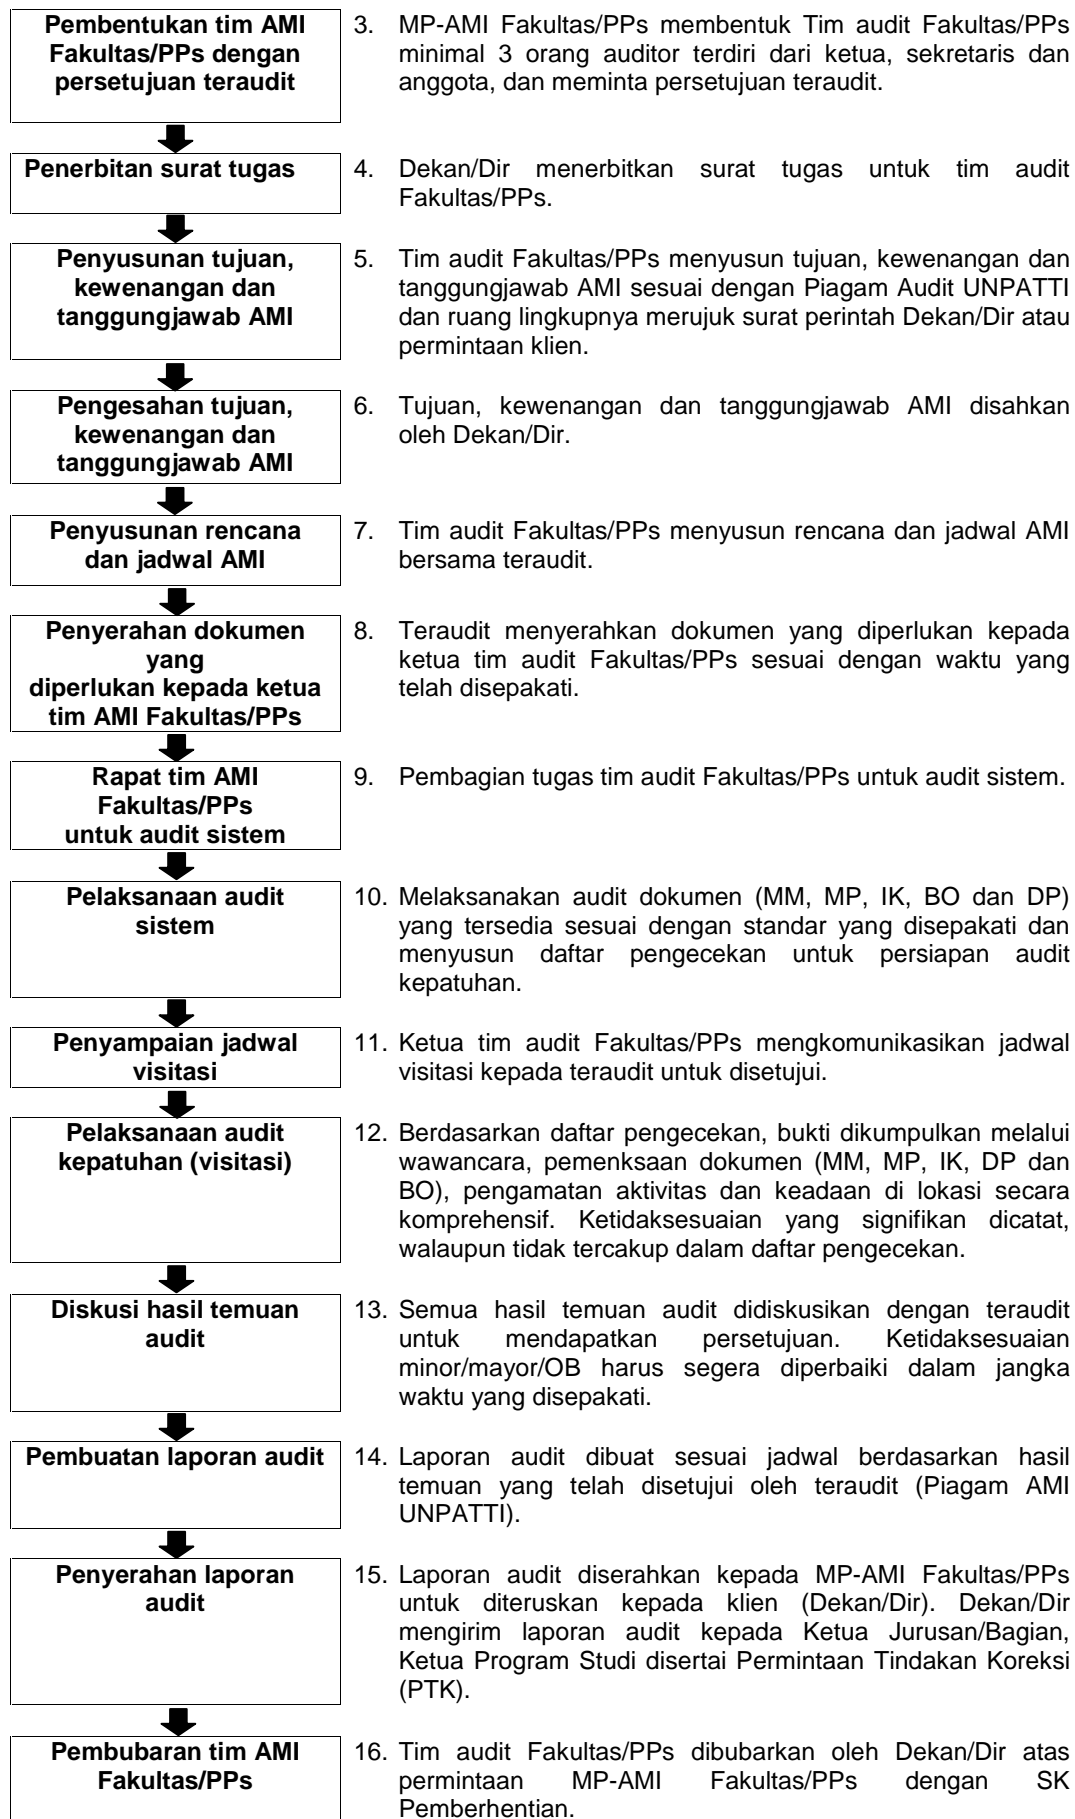 Pembentukan tim AMI
Fakultas/PPs dengan
persetujuan teraudit
3. MP-AMI Fakultas/PPs membentuk Tim audit Fakultas/PPs
minimal 3 orang auditor terdiri dari ketua, sekretaris dan
anggota, dan meminta persetujuan teraudit.
Penerbitan surat tugas
4. Dekan/Dir menerbitkan surat tugas untuk tim audit
Fakultas/PPs.
Penyusunan tujuan,
kewenangan dan
tanggungjawab AMI
5. Tim audit Fakultas/PPs menyusun tujuan, kewenangan dan
tanggungjawab AMI sesuai dengan Piagam Audit UNPATTI
dan ruang lingkupnya merujuk surat perintah Dekan/Dir atau
permintaan klien.
Pengesahan tujuan,
kewenangan dan
tanggungjawab AMI
6. Tujuan, kewenangan dan tanggungjawab AMI disahkan
oleh Dekan/Dir.
Penyusunan rencana
dan jadwal AMI
7. Tim audit Fakultas/PPs menyusun rencana dan jadwal AMI
bersama teraudit.
Penyerahan dokumen
yang
diperlukan kepada ketua
tim AMI Fakultas/PPs
8. Teraudit menyerahkan dokumen yang diperlukan kepada
ketua tim audit Fakultas/PPs sesuai dengan waktu yang
telah disepakati.
Rapat tim AMI
Fakultas/PPs
untuk audit sistem
9. Pembagian tugas tim audit Fakultas/PPs untuk audit sistem.
Pelaksanaan audit
sistem
10. Melaksanakan audit dokumen (MM, MP, IK, BO dan DP)
yang tersedia sesuai dengan standar yang disepakati dan
menyusun daftar pengecekan untuk persiapan audit
kepatuhan.
Penyampaian jadwal
visitasi
11. Ketua tim audit Fakultas/PPs mengkomunikasikan jadwal
visitasi kepada teraudit untuk disetujui.
Pelaksanaan audit
kepatuhan (visitasi)
12. Berdasarkan daftar pengecekan, bukti dikumpulkan melalui
wawancara, pemenksaan dokumen (MM, MP, IK, DP dan
BO), pengamatan aktivitas dan keadaan di lokasi secara
komprehensif. Ketidaksesuaian yang signifikan dicatat,
walaupun tidak tercakup dalam daftar pengecekan.
Diskusi hasil temuan
audit
13. Semua hasil temuan audit didiskusikan dengan teraudit
untuk mendapatkan persetujuan. Ketidaksesuaian
minor/mayor/OB harus segera diperbaiki dalam jangka
waktu yang disepakati.
Pembuatan laporan audit
14. Laporan audit dibuat sesuai jadwal berdasarkan hasil
temuan yang telah disetujui oleh teraudit (Piagam AMI
UNPATTI).
Penyerahan laporan
audit
15. Laporan audit diserahkan kepada MP-AMI Fakultas/PPs
untuk diteruskan kepada klien (Dekan/Dir). Dekan/Dir
mengirim laporan audit kepada Ketua Jurusan/Bagian,
Ketua Program Studi disertai Permintaan Tindakan Koreksi
(PTK).
Pembubaran tim AMI
Fakultas/PPs
16. Tim audit Fakultas/PPs dibubarkan oleh Dekan/Dir atas
permintaan MP-AMI Fakultas/PPs dengan SK
Pemberhentian.